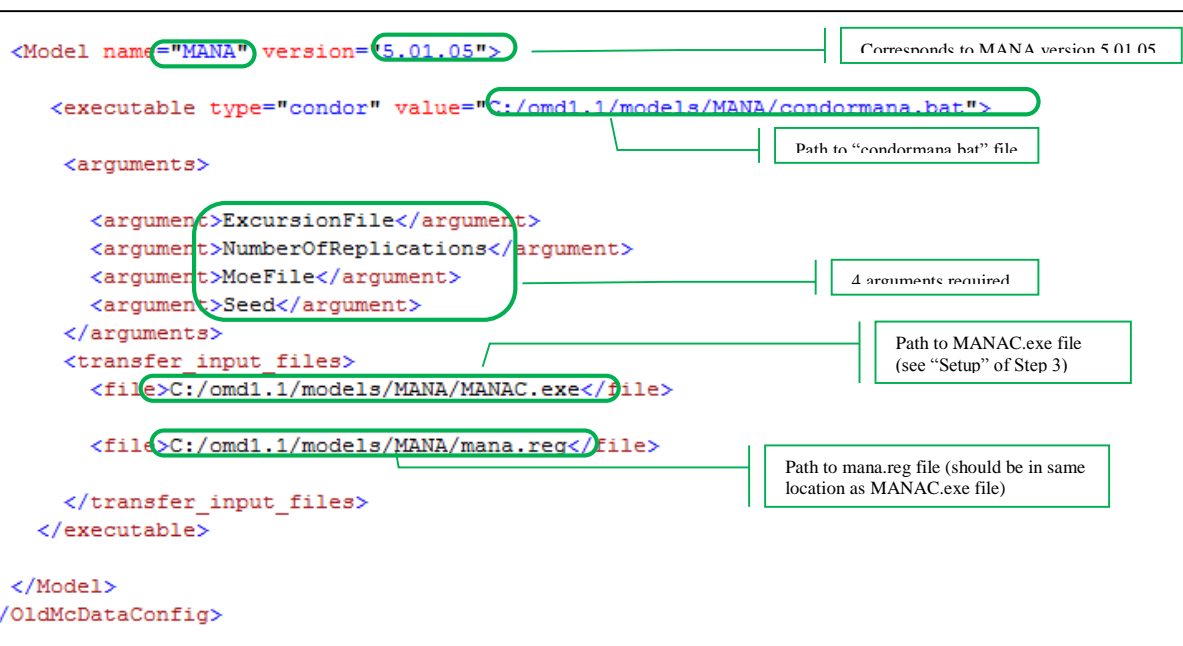 <Model name="MANA" version="5.01.05">
Corresponds to MANA version 5.01.05
<executable type="condor" value="C:/omd1.1/models/MANA/condormana.bat">
Path to “condormana.bat” file
<arguments>
<argument>ExcursionFile</argument>
<argument>NumberOfReplications</argument>
<argument>MoeFile</argument>
4 arguments required
<argument>Seed</argument>
</arguments>
Path to MANAC.exe file
(see “Setup” of Step 3)
<transfer_input_files>
<file>C:/omd1.1/models/MANA/MANAC.exe</file>
<file>C:/omd1.1/models/MANA/mana.reg</file>
Path to mana.reg file (should be in same
location as MANAC.exe file)
</transfer_input_files>
</executable>
</Model>
/OldMcDataConfig>